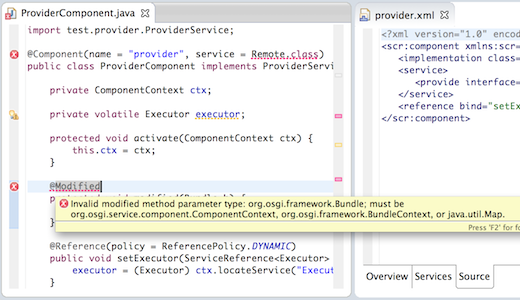 ProviderComponent.java
import test.provider.ProviderService;
@Component(name = "provider", service = Remote.class)
public class ProviderComponent implements ProviderServi
private ComponentContext ctx;
private volatile Executor executor;
protected void activate(ComponentContext ctx) {
this.ctx = ctx;
}
@Modified
Invalid modified method parameter type: org.osgi.framework.Bundle; must be
org.osgi.service.component.ComponentContext, org.osgi.framework.BundleContext, or java.util.Map.
Press 'F2' for fo
}
@Reference(policy = ReferencePolicy.DYNAMIC)
public void setExecutor(ServiceReference<Executor>
executor = (Executor) ctx.locateService("Execut
provider.xml
<?xml version="1.0" encod
<scr:component xmlns:scr=
<implementation class=
<service>
<provide interface=
</service>
<reference bind="setEx
</scr:component>
Overview
Services
Source